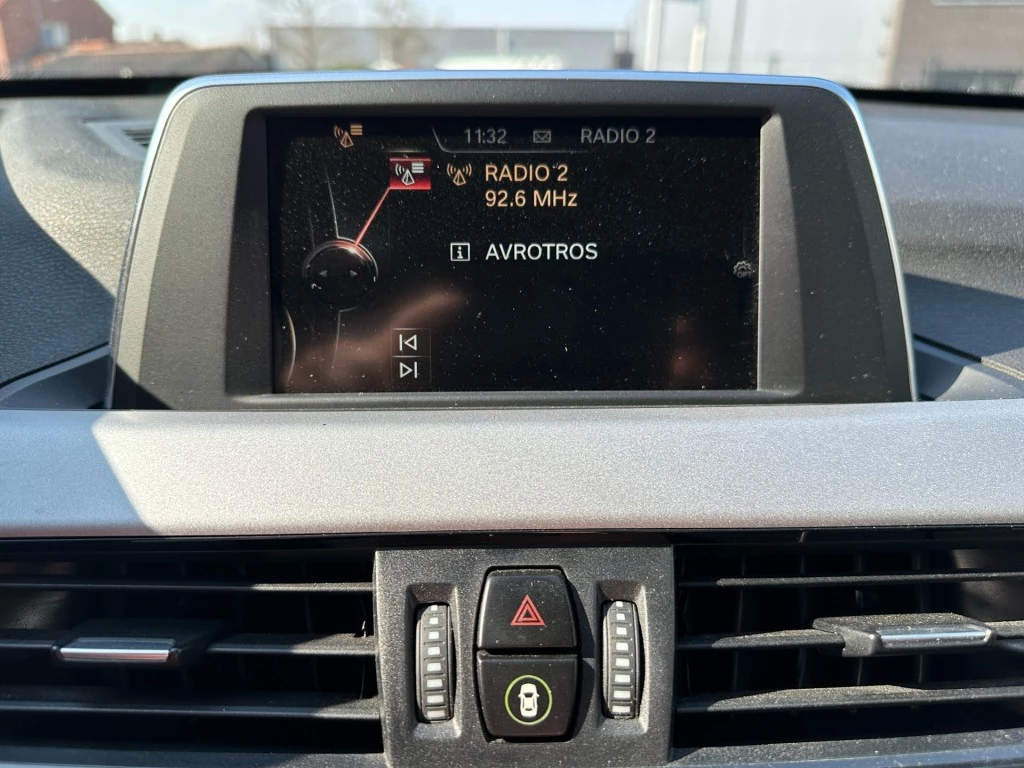 11:32 RADIO 2
RADIO 2
92.6 MHz
i AVROTROS